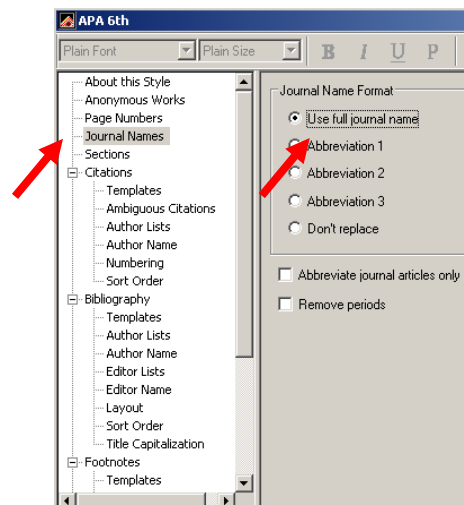 APA 6th
Plain Font Plain Size B I U P
About this Style
Anonymous Works
Page Numbers
Journal Names
Sections
Citations
Templates
Ambiguous Citations
Author Lists
Author Name
Numbering
Sort Order
Bibliography
Templates
Author Lists
Author Name
Editor Lists
Editor Name
Layout
Sort Order
Title Capitalization
Footnotes
Templates
Journal Name Format
Use full journal name
Abbreviation 1
Abbreviation 2
Abbreviation 3
Don't replace
Abbreviate journal articles only
Remove periods